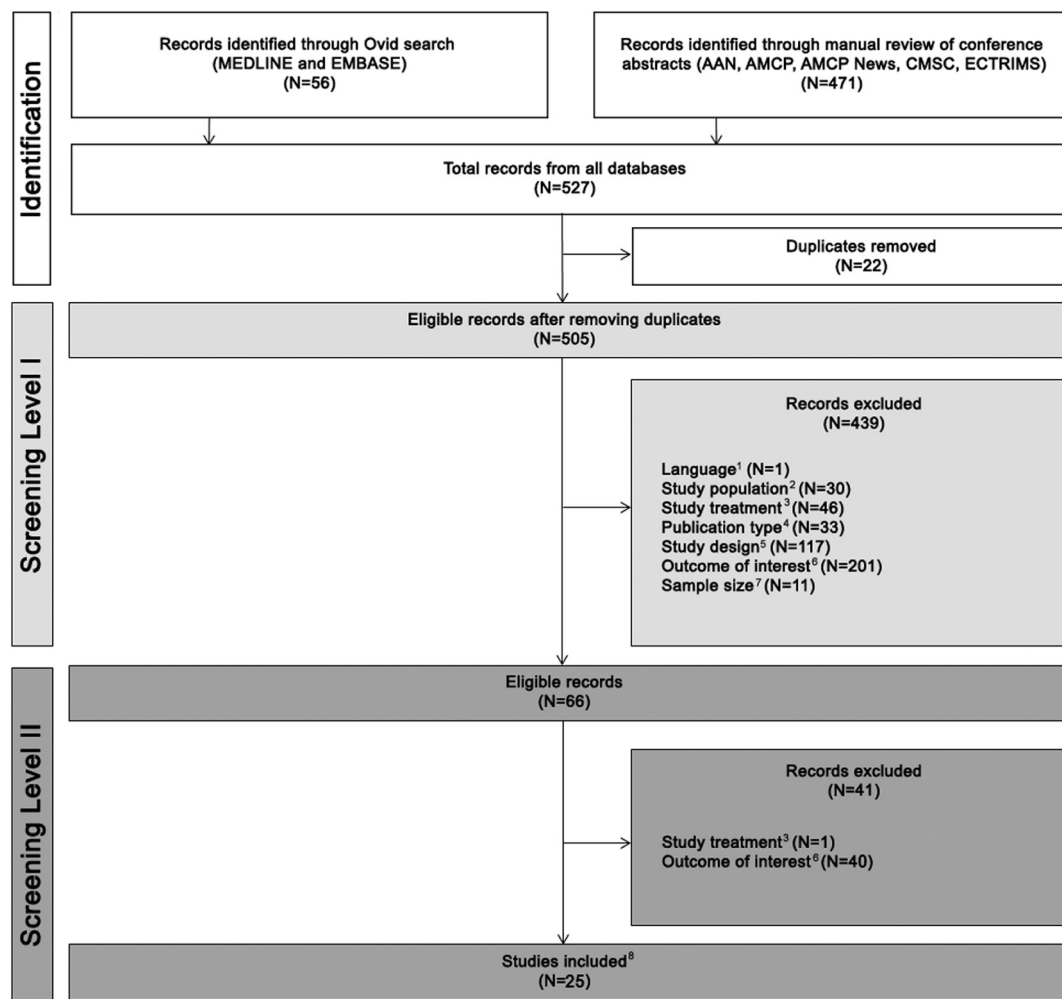 Identification
Records identified through Ovid search
(MEDLINE and EMBASE)
(N=56)
Records identified through manual review of conference
abstracts (AAN, AMCP, AMCP News, CMSC, ECTRIMS)
(N=471)
Total records from all databases
(N=527)
Duplicates removed
(N=22)
Screening Level I
Eligible records after removing duplicates
(N=505)
Records excluded
(N=439)
Language¹ (N=1)
Study population² (N=30)
Study treatment³ (N=46)
Publication type⁴ (N=33)
Study design⁵ (N=117)
Outcome of interest⁶ (N=201)
Sample size⁷ (N=11)
Screening Level II
Eligible records
(N=66)
Records excluded
(N=41)
Study treatment³ (N=1)
Outcome of interest⁶ (N=40)
Studies included⁸
(N=25)